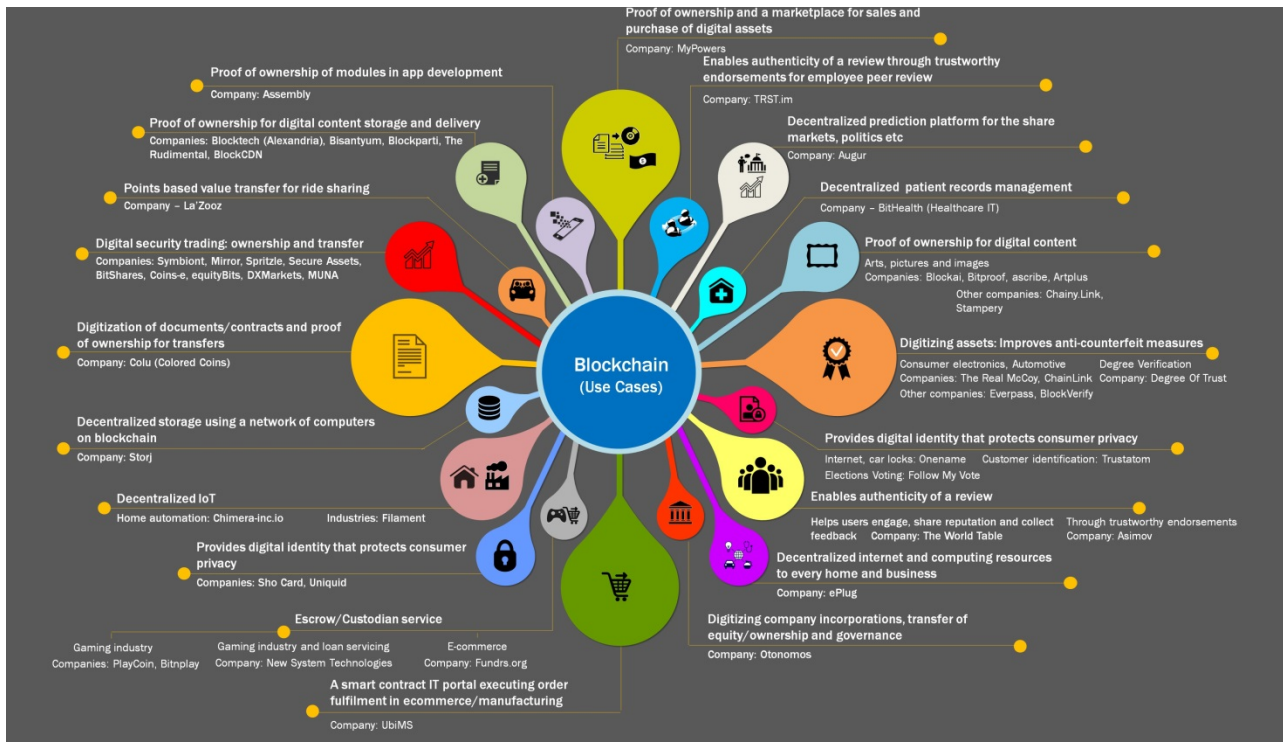 Proof of ownership and a marketplace for sales and
purchase of digital assets
Company: MyPowers
Enables authenticity of a review through trustworthy
endorsements for employee peer review
Company: TRST.im
Decentralized prediction platform for the share
markets, politics etc
Company: Augur
Decentralized patient records management
Company – BitHealth (Healthcare IT)
Proof of ownership for digital content
Arts, pictures and images
Companies: Blockai, Bitproof, ascribe, Artplus
Other companies: Chainy.Link,
Stampery
Digitizing assets: Improves anti-counterfeit measures
Consumer electronics, Automotive
Companies: The Real McCoy, ChainLink
Other companies: Everpass, BlockVerify
Degree Verification
Company: Degree Of Trust
Provides digital identity that protects consumer privacy
Internet, car locks: Onename
Customer identification: Trustatom
Elections Voting: Follow My Vote
Enables authenticity of a review
Helps users engage, share reputation and collect
feedback Company: The World Table
Through trustworthy endorsements
Company: Asimov
Decentralized internet and computing resources
to every home and business
Company: ePlug
Digitizing company incorporations, transfer of
equity/ownership and governance
Company: Otonomos
Proof of ownership of modules in app development
Company: Assembly
Proof of ownership for digital content storage and delivery
Companies: Blocktech (Alexandria), Bisantyum, Blockparti, The
Rudimental, BlockCDN
Points based value transfer for ride sharing
Company – La'Zooz
Digital security trading: ownership and transfer
Companies: Symbiont, Mirror, Spritzle, Secure Assets,
BitShares, Coins-e, equityBits, DXMarkets, MUNA
Digitization of documents/contracts and proof
of ownership for transfers
Company: Colu (Colored Coins)
Decentralized storage using a network of computers
on blockchain
Company: Storj
Decentralized IoT
Home automation: Chimera-inc.io
Industries: Filament
Provides digital identity that protects consumer
privacy
Companies: Sho Card, Uniquid
Escrow/Custodian service
Gaming industry
Companies: PlayCoin, Bitnplay
Gaming industry and loan servicing
Company: New System Technologies
E-commerce
Company: Fundrs.org
A smart contract IT portal executing order
fulfilment in ecommerce/manufacturing
Company: UbiMS
Blockchain
(Use Cases)